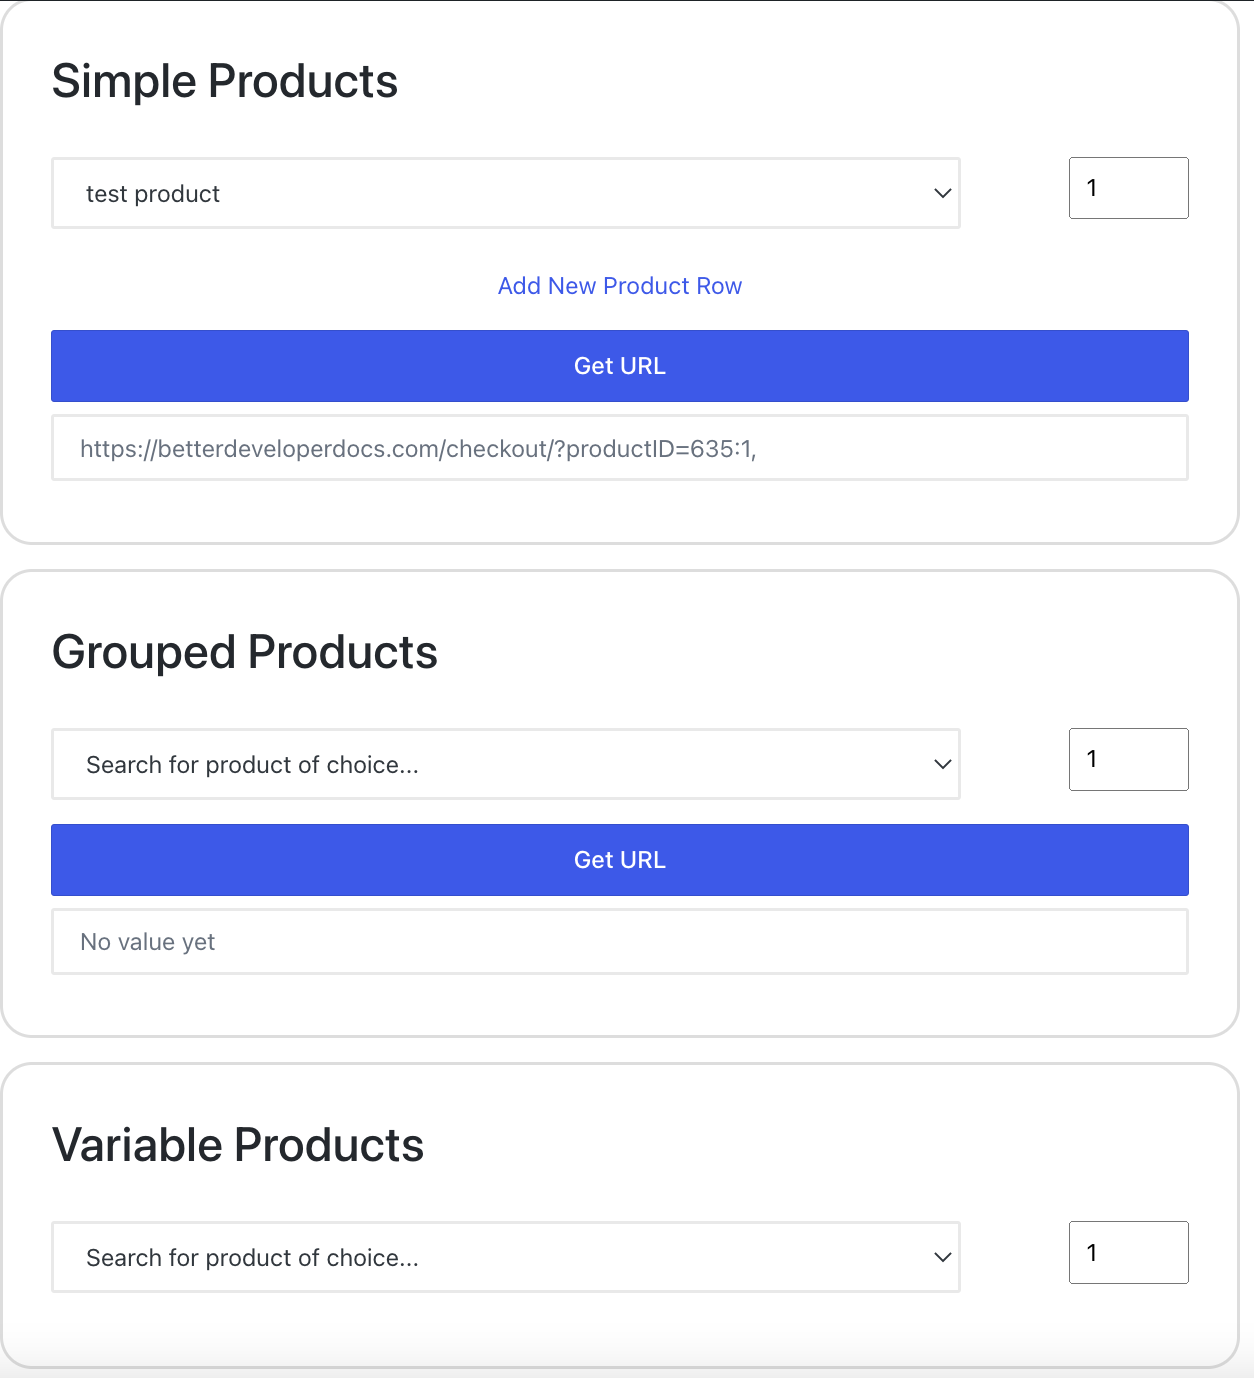 Simple Products
test product
1
Add New Product Row
Get URL
https://betterdeveloperdocs.com/checkout/?productID=635:1,
Grouped Products
Search for product of choice...
1
Get URL
No value yet
Variable Products
Search for product of choice...
1